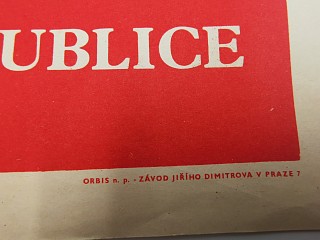 UBLICE
ORBIS n. p. - ZÁVOD JIŘÍHO DIMITROVA V PRAZE 7